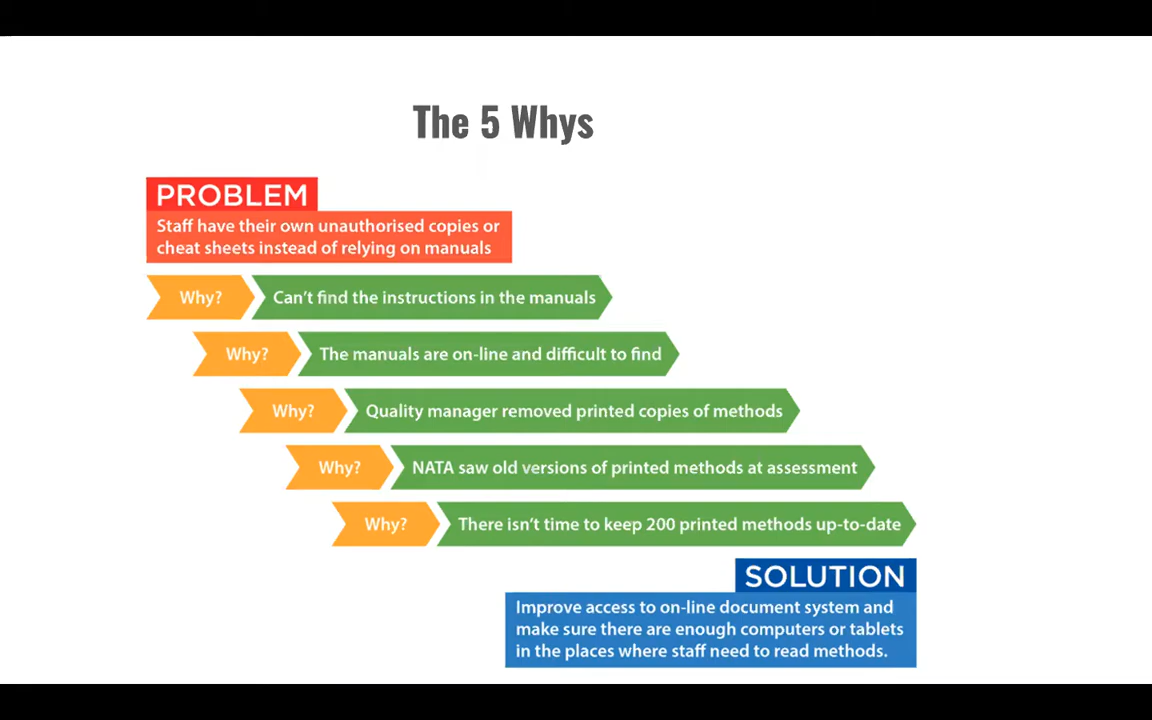 The 5 Whys
PROBLEM
Staff have their own unauthorised copies or
cheat sheets instead of relying on manuals
Why?
Can't find the instructions in the manuals
Why?
The manuals are on-line and difficult to find
Why?
Quality manager removed printed copies of methods
Why?
NATA saw old versions of printed methods at assessment
Why?
There isn't time to keep 200 printed methods up-to-date
SOLUTION
Improve access to on-line document system and
make sure there are enough computers or tablets
in the places where staff need to read methods.